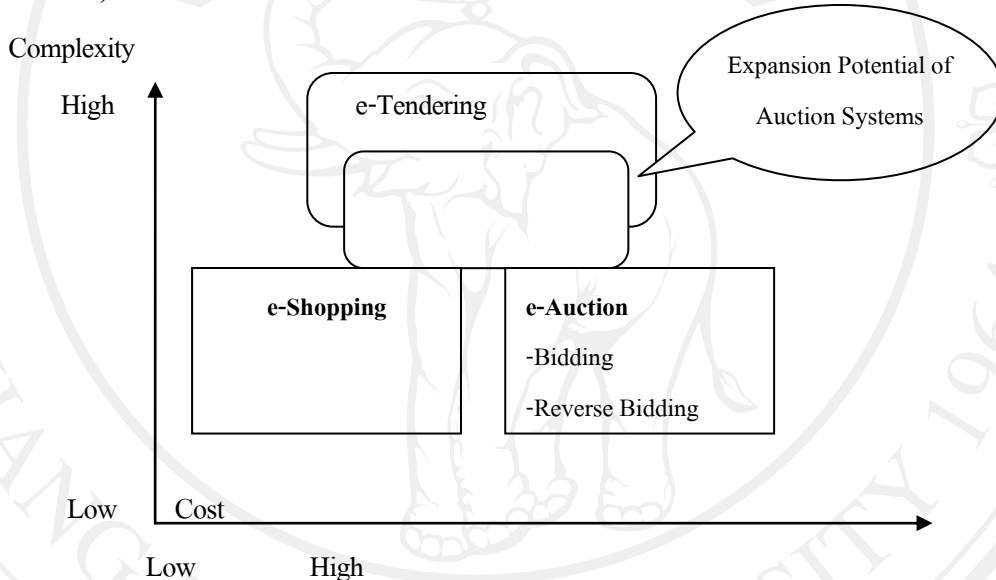 Complexity
High
e-Tendering
Expansion Potential of
Auction Systems
e-Shopping
e-Auction
-Bidding
-Reverse Bidding
Low
Cost
Low
High